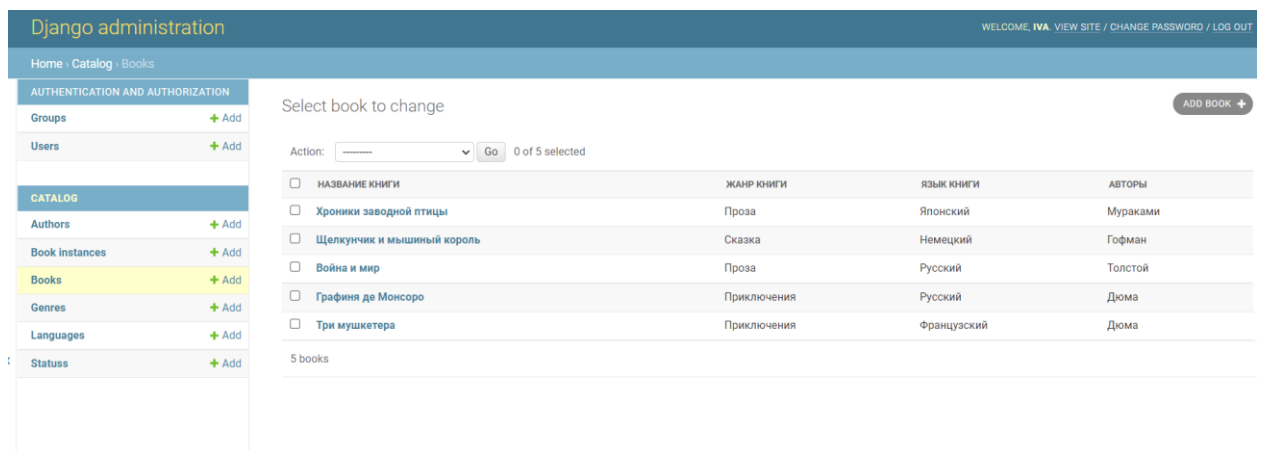 Django administration
WELCOME, IVA. VIEW SITE / CHANGE PASSWORD / LOG OUT
Home › Catalog › Books
AUTHENTICATION AND AUTHORIZATION
Groups + Add
Users + Add
CATALOG
Authors + Add
Book instances + Add
Books + Add
Genres + Add
Languages + Add
Statuss + Add
Select book to change
ADD BOOK +
Action: --------- Go 0 of 5 selected
НАЗВАНИЕ КНИГИ ЖАНР КНИГИ ЯЗЫК КНИГИ АВТОРЫ
Хроники заводной птицы Проза Японский Мураками
Щелкунчик и мышиный король Сказка Немецкий Гофман
Война и мир Проза Русский Толстой
Графиня де Монсоро Приключения Русский Дюма
Три мушкетера Приключения Французский Дюма
5 books